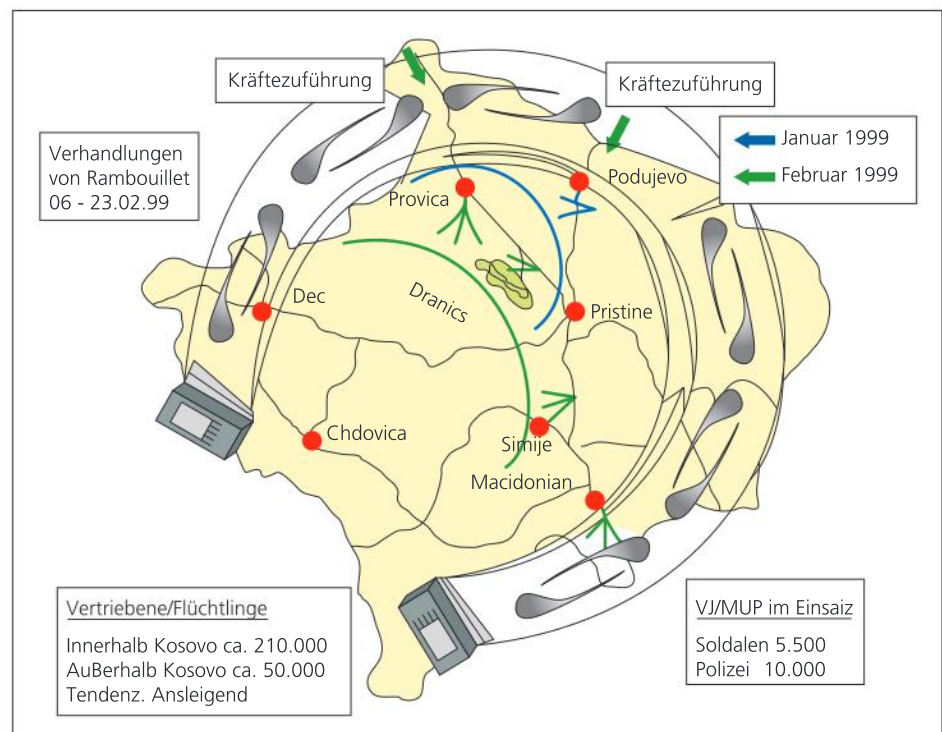 Kräftezuführung
Kräftezuführung
Verhandlungen
von Rambouillet
06 - 23.02.99
Januar 1999
Februar 1999
Provica
Podujevo
Dec
Dranics
Pristine
Chdovica
Simije
Macidonian
Vertriebene/Flüchtlinge
Innerhalb Kosovo ca. 210.000
Außerhalb Kosovo ca. 50.000
Tendenz. Ansleigend
VJ/MUP im Einsaiz
Soldalen 5.500
Polizei 10.000